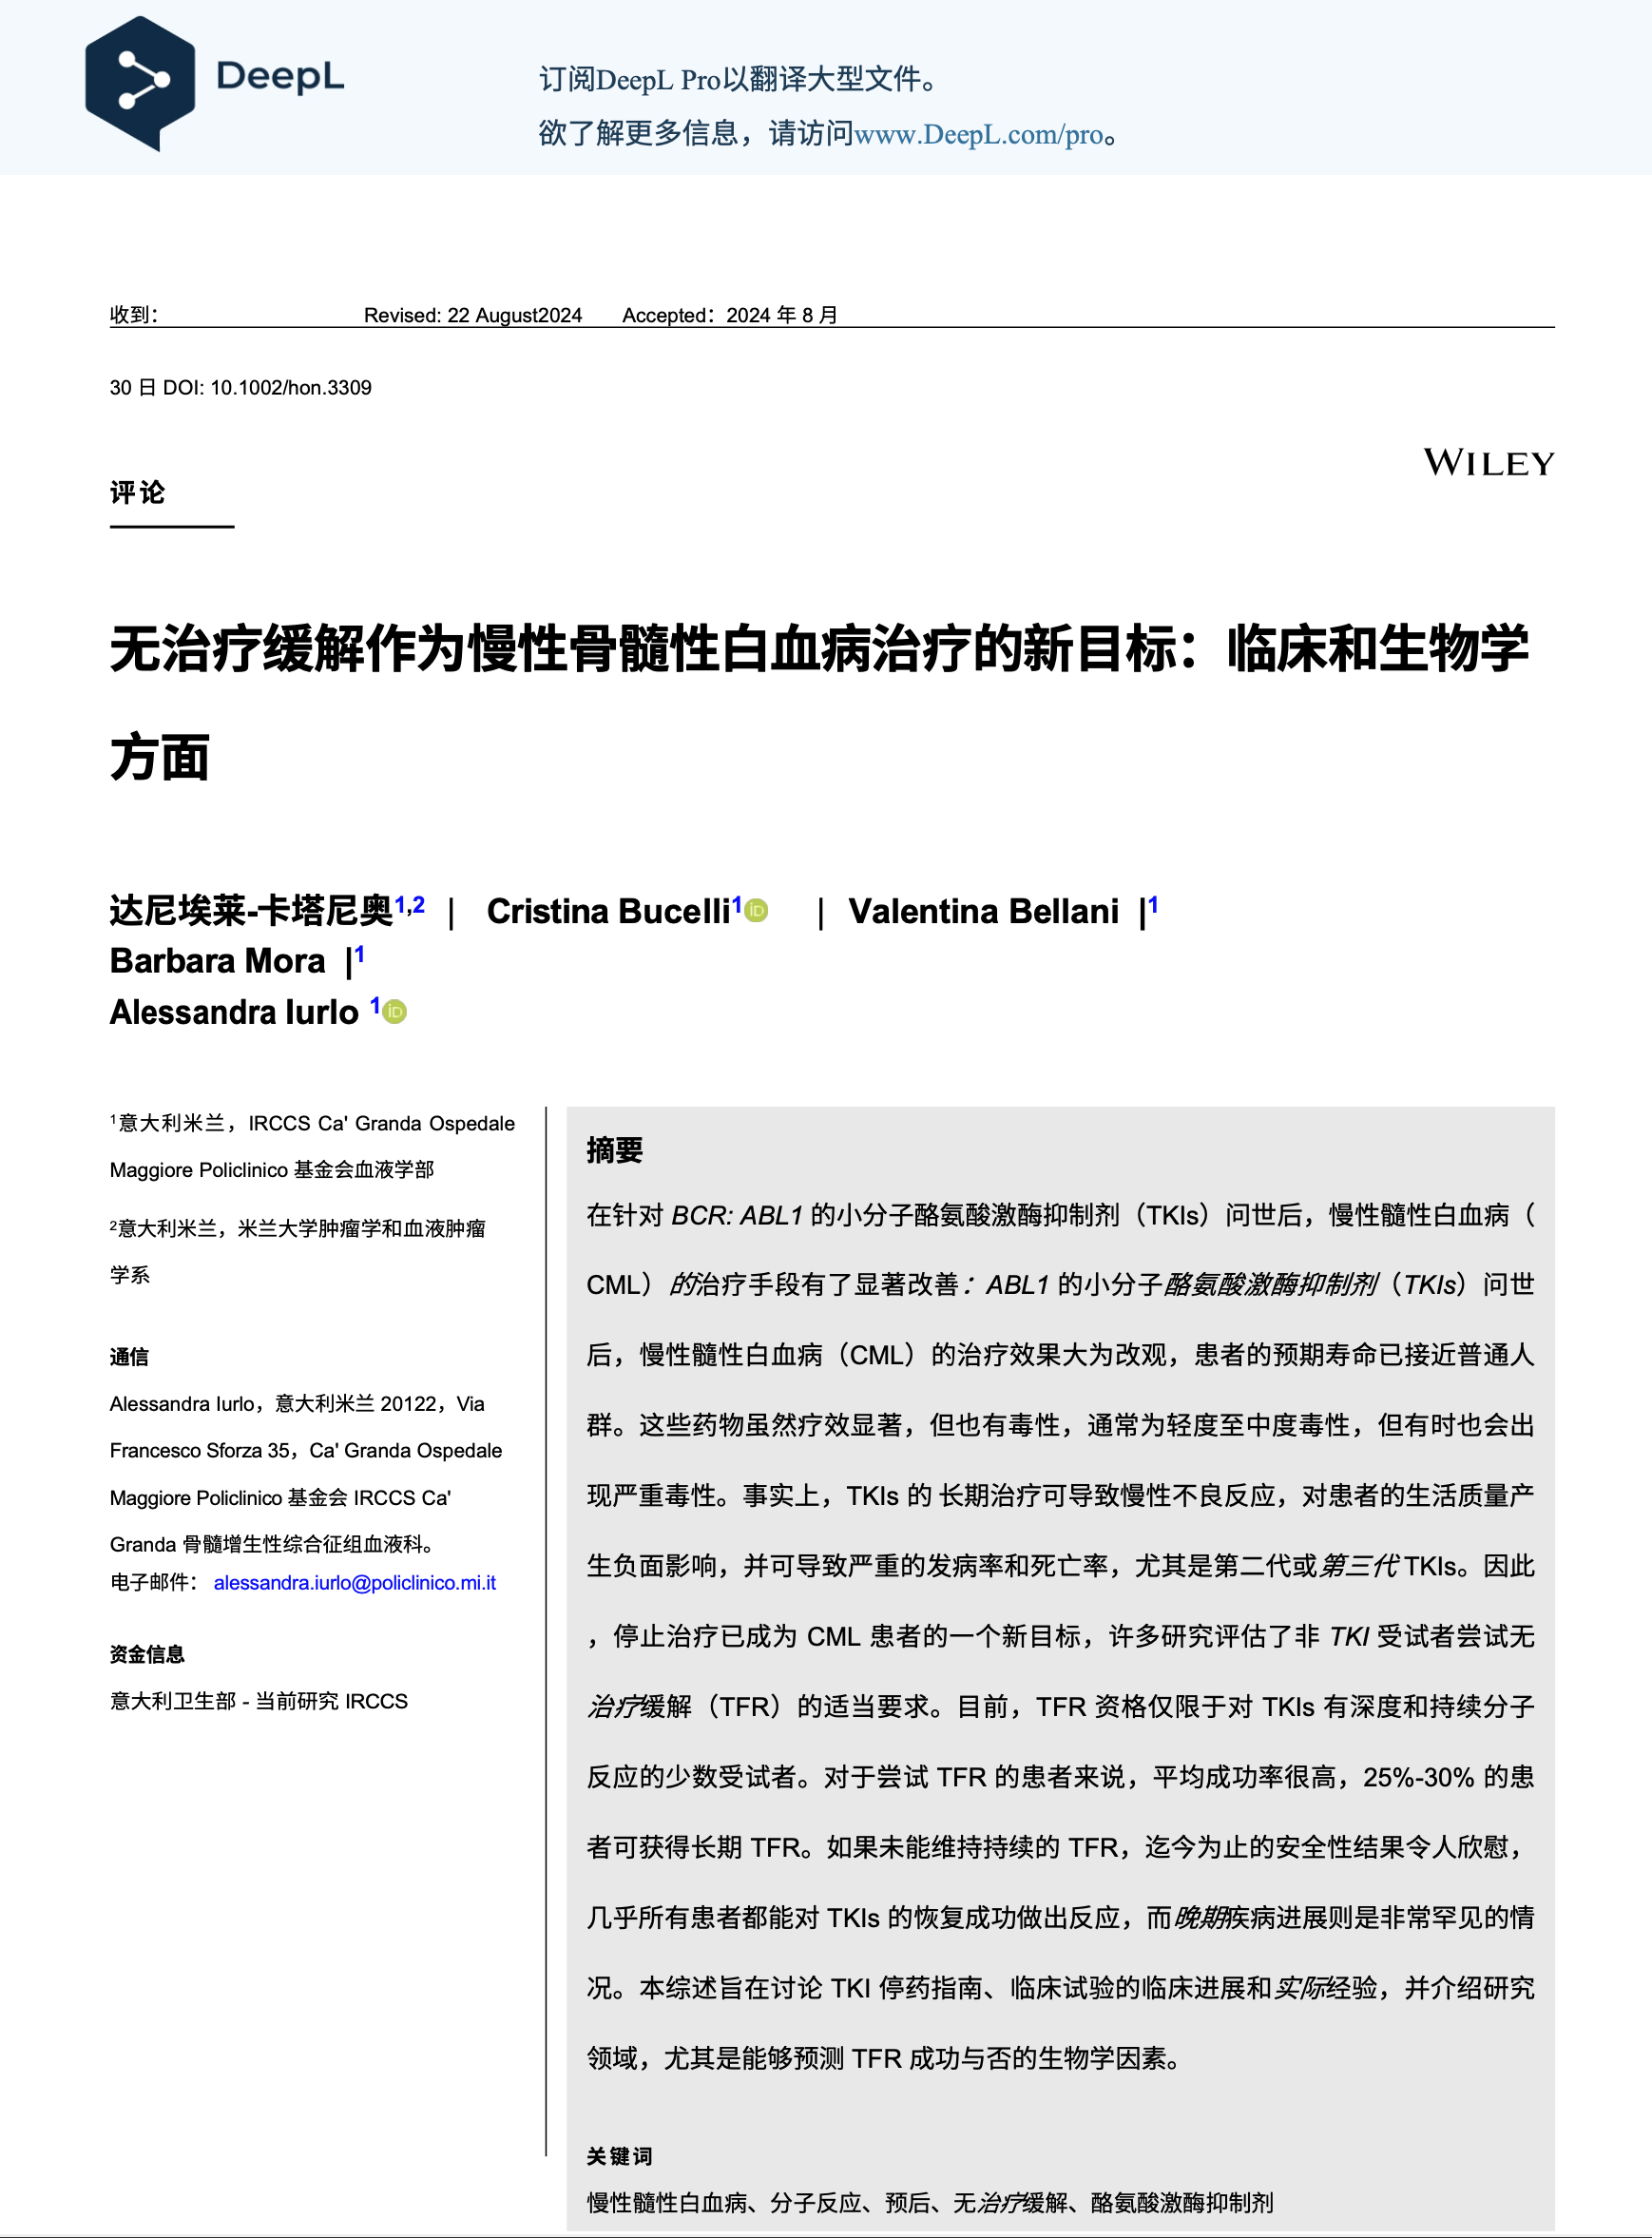 DeepL
订阅DeepL Pro以翻译大型文件。
欲了解更多信息，请访问www.DeepL.com/pro。
收到： Revised: 22 August2024 Accepted：2024 年 8 月
30 日 DOI: 10.1002/hon.3309
WILEY
评论
无治疗缓解作为慢性骨髓性白血病治疗的新目标：临床和生物学
方面
达尼埃莱-卡塔尼奥1,2 | Cristina Bucelli1 iD | Valentina Bellani |1
Barbara Mora |1
Alessandra Iurlo 1 iD
1意大利米兰，IRCCS Ca' Granda Ospedale
Maggiore Policlinico 基金会血液学部
2意大利米兰，米兰大学肿瘤学和血液肿瘤
学系
通信
Alessandra Iurlo，意大利米兰 20122，Via
Francesco Sforza 35，Ca' Granda Ospedale
Maggiore Policlinico 基金会 IRCCS Ca'
Granda 骨髓增生性综合征组血液科。
电子邮件： alessandra.iurlo@policlinico.mi.it
资金信息
意大利卫生部 - 当前研究 IRCCS
摘要
在针对 BCR: ABL1 的小分子酪氨酸激酶抑制剂（TKIs）问世后，慢性髓性白血病（
CML）的治疗手段有了显著改善：ABL1 的小分子酪氨酸激酶抑制剂（TKIs）问世
后，慢性髓性白血病（CML）的治疗效果大为改观，患者的预期寿命已接近普通人
群。这些药物虽然疗效显著，但也有毒性，通常为轻度至中度毒性，但有时也会出
现严重毒性。事实上，TKIs 的 长期治疗可导致慢性不良反应，对患者的生活质量产
生负面影响，并可导致严重的发病率和死亡率，尤其是第二代或第三代 TKIs。因此
，停止治疗已成为 CML 患者的一个新目标，许多研究评估了非 TKI 受试者尝试无
治疗缓解（TFR）的适当要求。目前，TFR 资格仅限于对 TKIs 有深度和持续分子
反应的少数受试者。对于尝试 TFR 的患者来说，平均成功率很高，25%-30% 的患
者可获得长期 TFR。如果未能维持持续的 TFR，迄今为止的安全性结果令人欣慰，
几乎所有患者都能对 TKIs 的恢复成功做出反应，而晚期疾病进展则是非常罕见的情
况。本综述旨在讨论 TKI 停药指南、临床试验的临床进展和实际经验，并介绍研究
领域，尤其是能够预测 TFR 成功与否的生物学因素。
关键词
慢性髓性白血病、分子反应、预后、无治疗缓解、酪氨酸激酶抑制剂